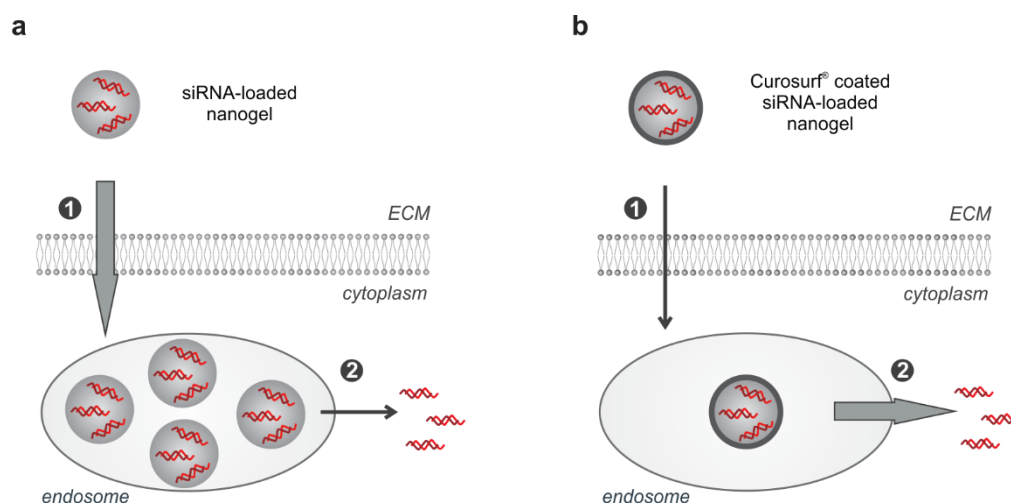 a
siRNA-loaded
nanogel
1
ECM
cytoplasm
2
endosome
b
Curosurf® coated
siRNA-loaded
nanogel
1
ECM
cytoplasm
2
endosome